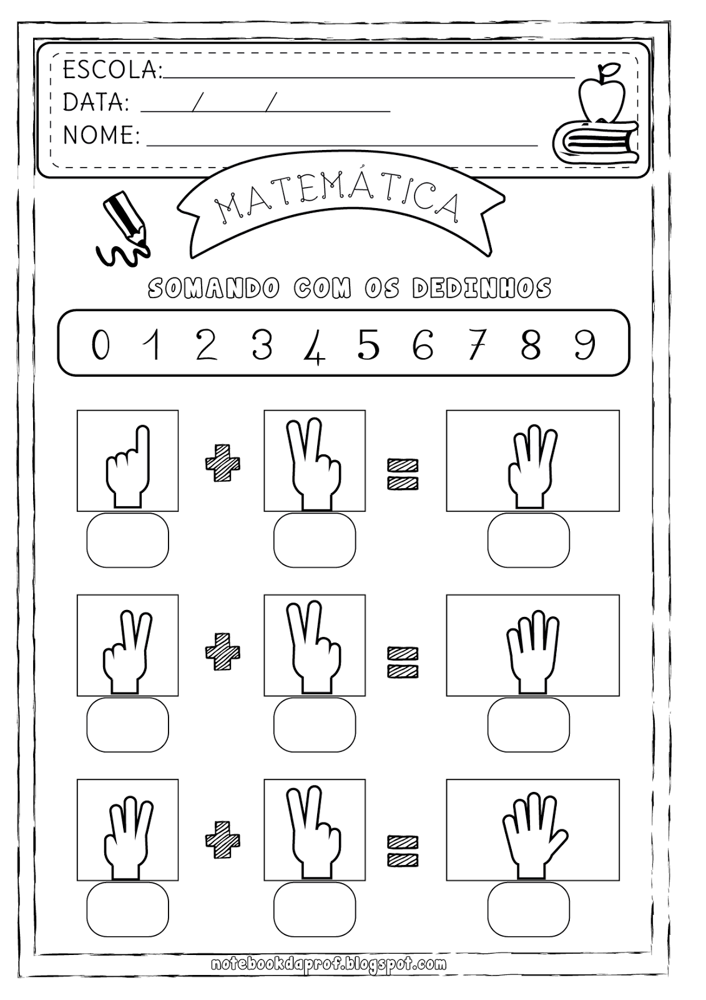 ESCOLA:
DATA: / /
NOME:
MATEMÁTICA
SOMANDO COM OS DEDINHOS
0 1 2 3 4 5 6 7 8 9
+ =
+ =
+ =
notebookdaprof.blogspot.com